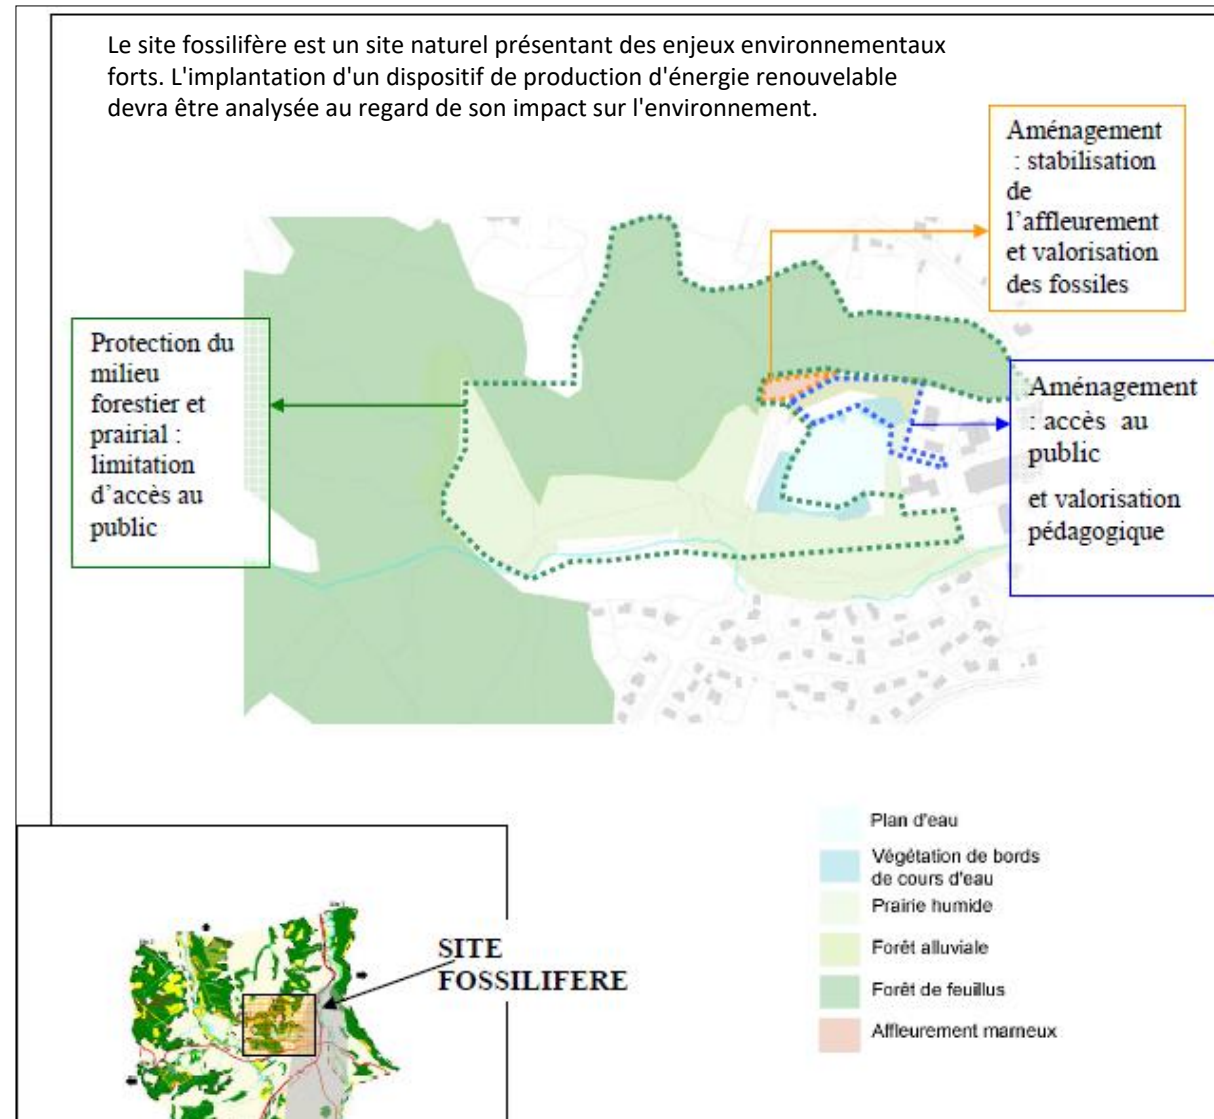 Le site fossilifère est un site naturel présentant des enjeux environnementaux
forts. L'implantation d'un dispositif de production d'énergie renouvelable
devra être analysée au regard de son impact sur l'environnement.
Aménagement
: stabilisation
de
l'affleurement
et valorisation
des fossiles
Protection du
milieu
forestier et
prairial :
limitation
d'accès au
public
Aménagement
: accès au
public
et valorisation
pédagogique
Plan d'eau
Végétation de bords
de cours d'eau
Prairie humide
Forêt alluviale
Forêt de feuillus
Affleurement marneux
SITE
FOSSILIFERE